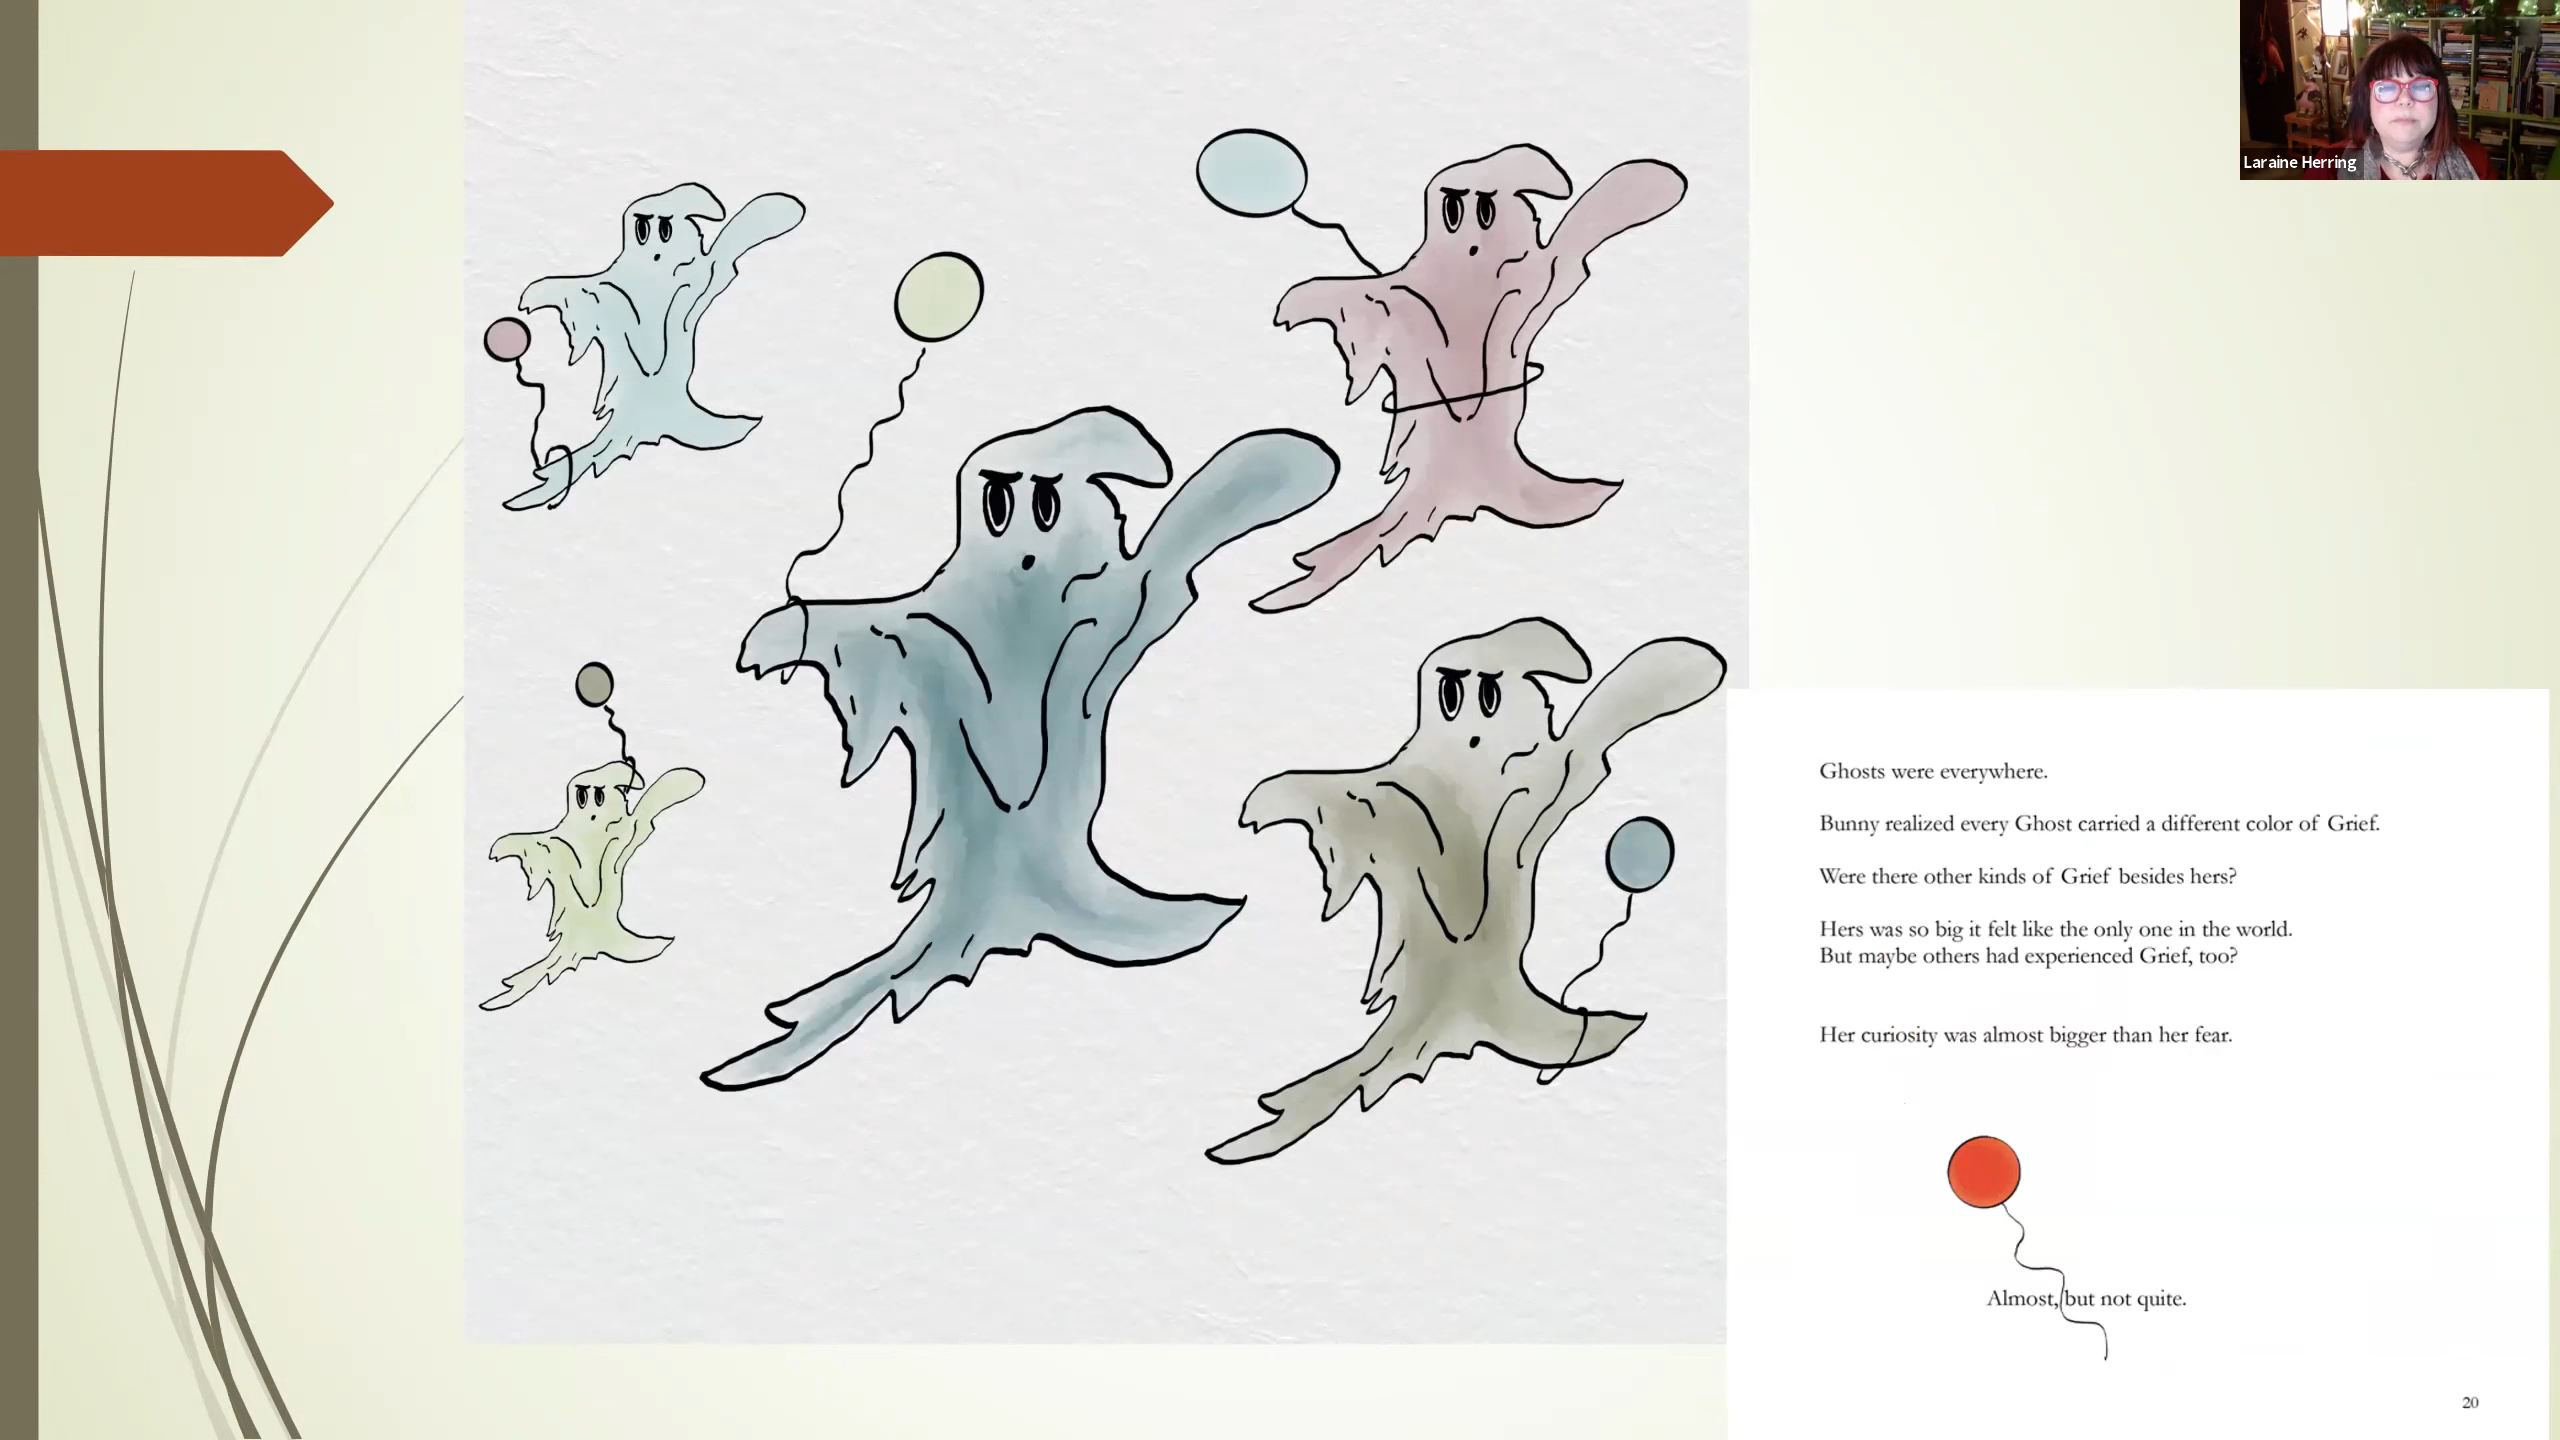 Laraine Herring
Ghosts were everywhere.
Bunny realized every Ghost carried a different color of Grief.
Were there other kinds of Grief besides hers?
Hers was so big it felt like the only one in the world.
But maybe others had experienced Grief, too?
Her curiosity was almost bigger than her fear.
Almost, but not quite.
20